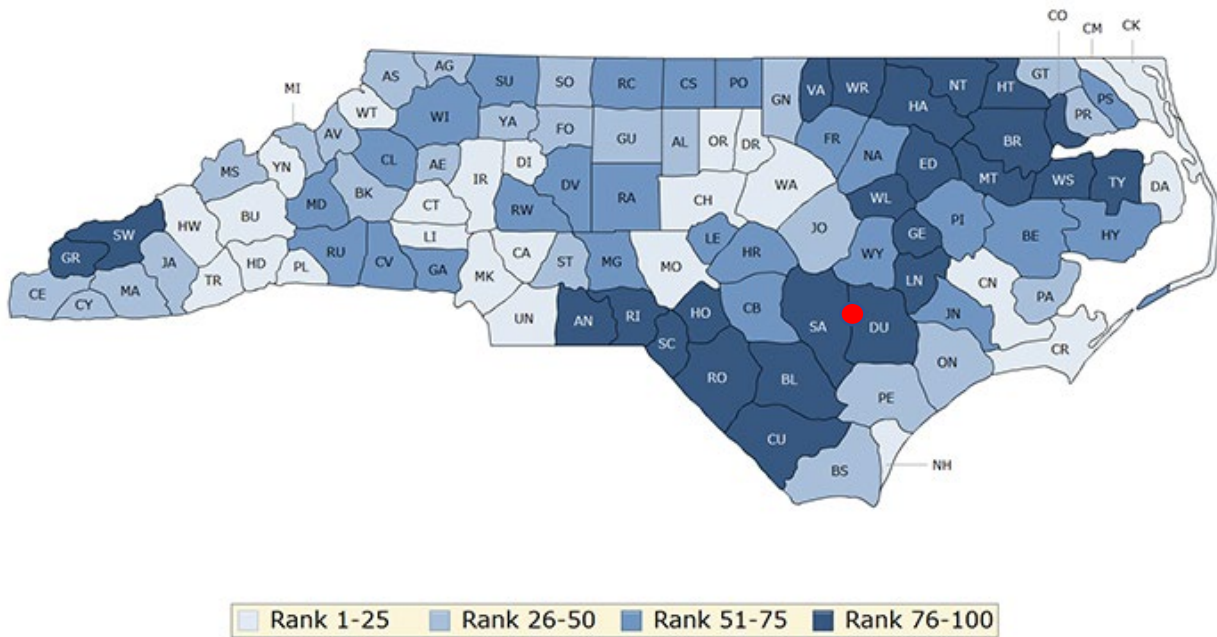 CO
CM
CK
AS
AG
SU
SO
RC
CS
PO
GN
VA
WR
NT
HT
GT
MI
WT
WI
YA
FO
GU
AL
OR
DR
FR
HA
PR
PS
AV
CL
AE
DI
NA
BR
MS
YN
BK
IR
DV
RA
WA
ED
MT
WS
TY
DA
MD
CT
RW
CH
WL
SW
HW
BU
LI
JO
PI
BE
HY
GR
JA
TR
HD
PL
RU
CV
GA
MK
CA
ST
MG
MO
LE
HR
WY
GE
LN
CN
PA
CE
CY
MA
UN
AN
RI
HO
CB
SA
DU
JN
SC
ON
CR
RO
BL
PE
CU
BS
NH
Rank 1-25 Rank 26-50 Rank 51-75 Rank 76-100